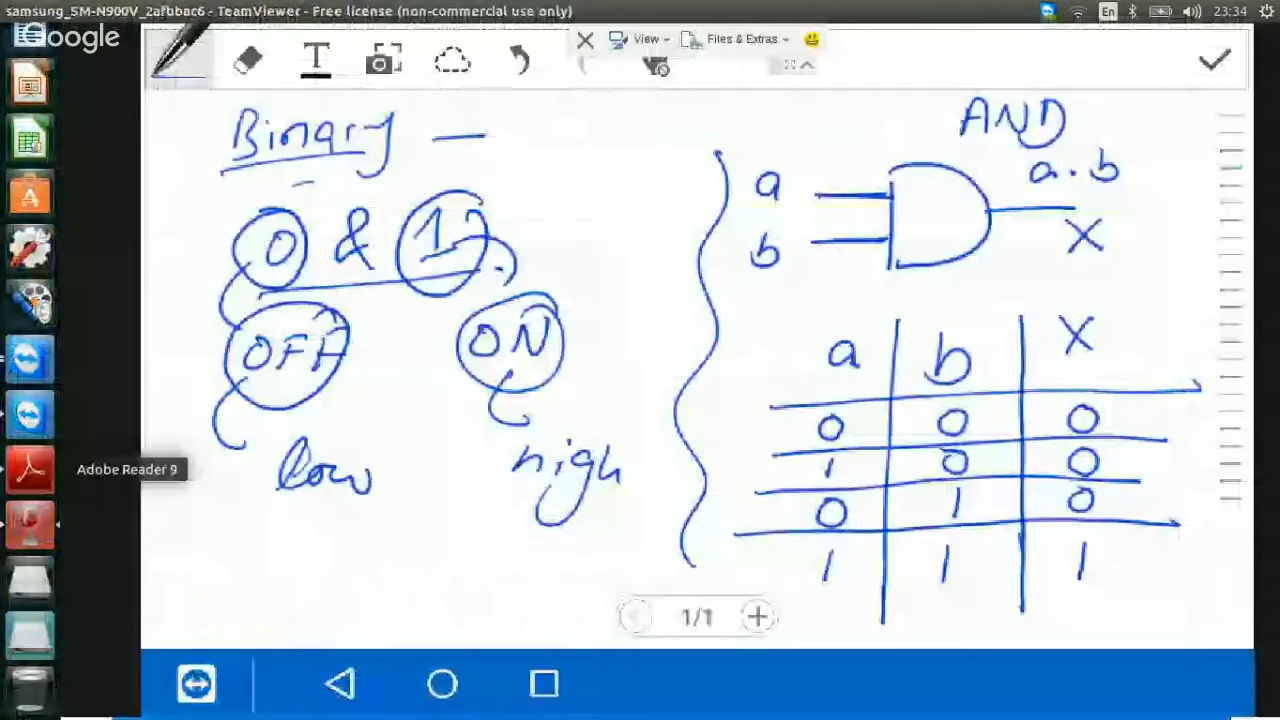 samsung_SM-N900V_2afubac6 - TeamViewer - Free license (non-commercial use only)
En
23:34
Google
T
View
Files & Extras
Binary —
0 & 1
OFF ON
low high
Adobe Reader 9
AND
a
b
a.b
X
a b X
0 0 0
1 0 0
0 1 0
1 1 1
1/1